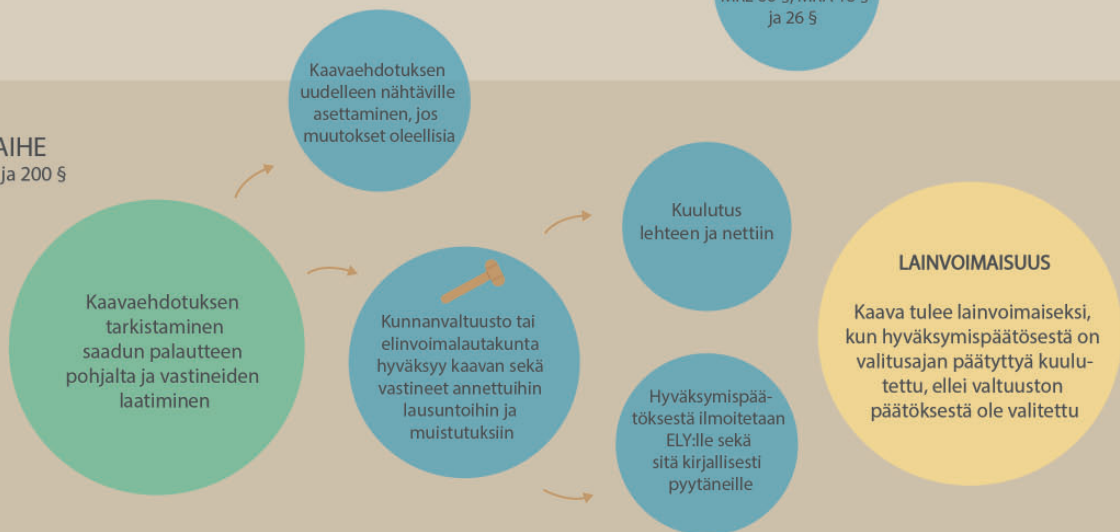 ja 26 §
Kaavaehdotuksen
uudelleen nähtäville
asettaminen, jos
muutokset oleellisia
AIHE
ja 200 §
Kaavaehdotuksen
tarkistaminen
saadun palautteen
pohjalta ja vastineiden
laatiminen
Kunnanvaltuusto tai
elinvoimalautakunta
hyväksyy kaavan sekä
vastineet annettuihin
lausuntoihin ja
muistutuksiin
Kuulutus
lehteen ja nettiin
Hyväksymispää-
töksestä ilmoitetaan
ELY:lle sekä
sitä kirjallisesti
pyytäneille
LAINVOIMAISUUS
Kaava tulee lainvoimaiseksi,
kun hyväksymispäätösestä on
valitusajan päätyttyä kuulu-
tettu, ellei valtuuston
päätöksestä ole valitettu